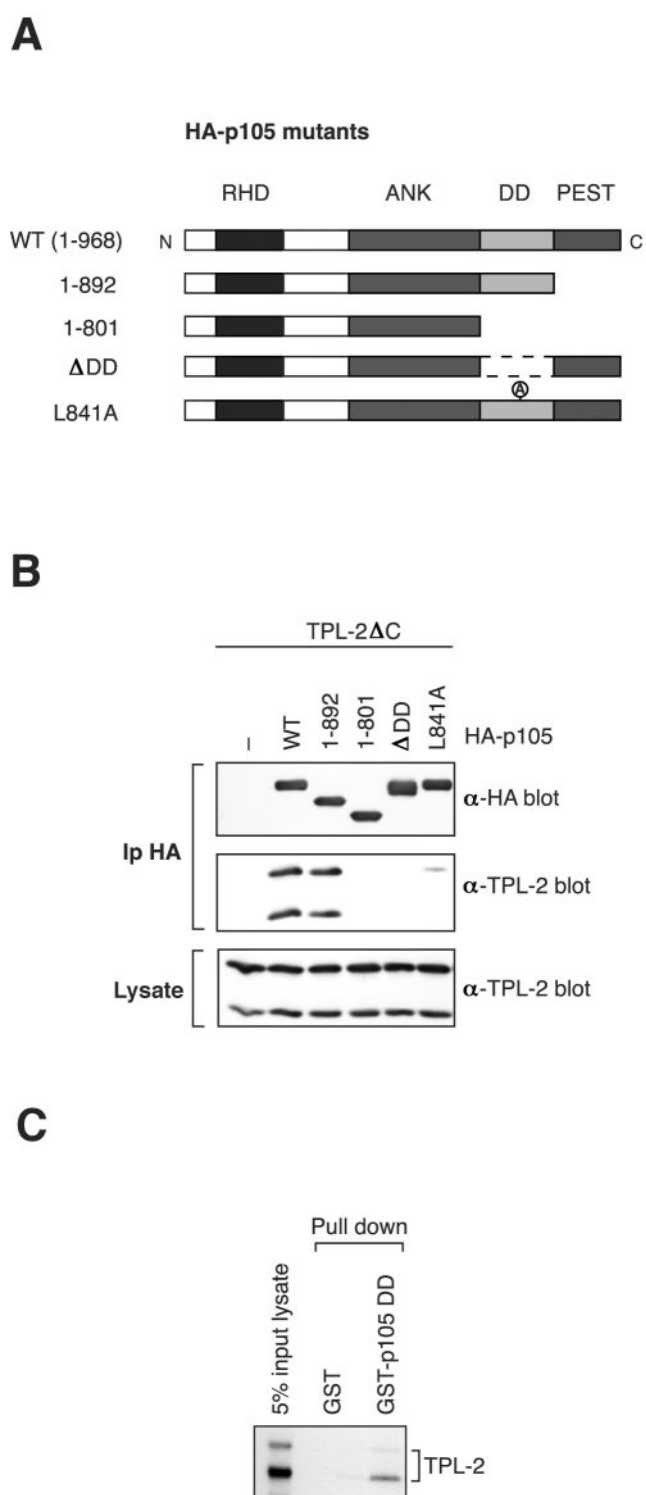 A
HA-p105 mutants
RHD ANK DD PEST
WT (1-968) N C
1-892
1-801
ΔDD
A
L841A
B
TPL-2ΔC
– WT 1-892 1-801 ΔDD L841A HA-p105
Ip HA
α-HA blot
α-TPL-2 blot
Lysate
α-TPL-2 blot
C
Pull down
5% input lysate GST GST-p105 DD
TPL-2